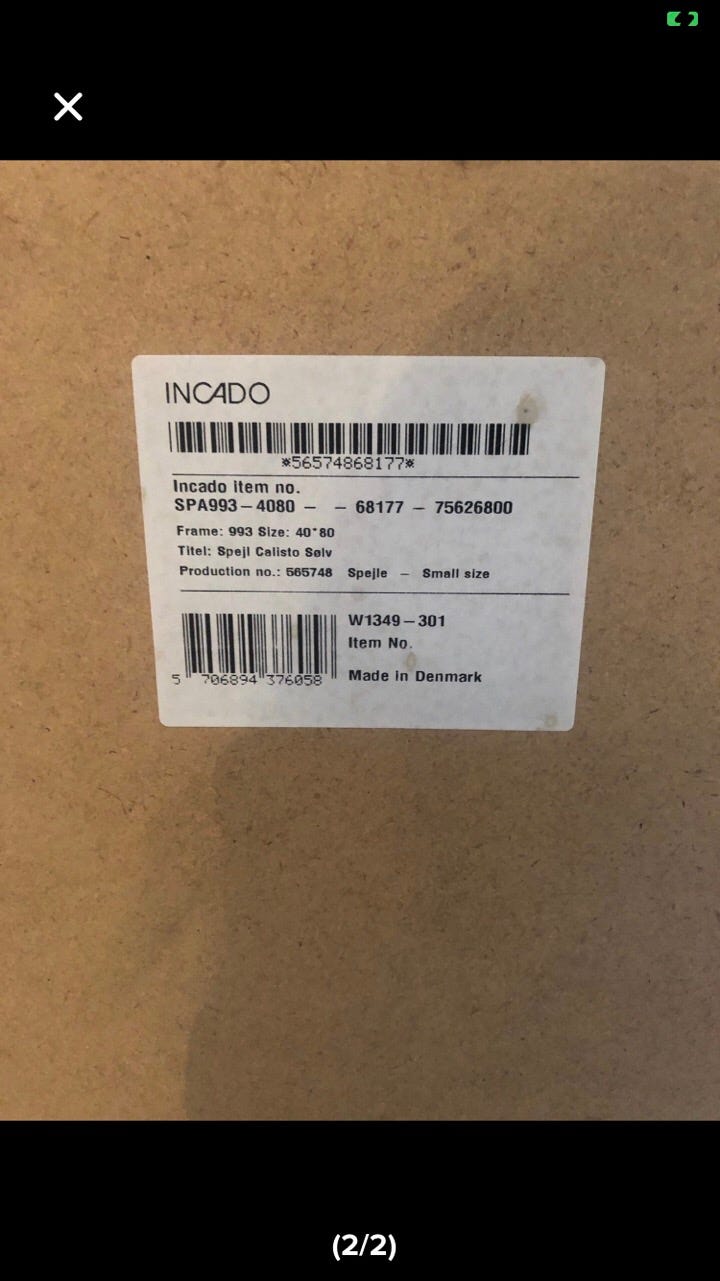 INCADO
*56574868177*
Incado item no.
SPA993-4080 - - 68177 - 75626800
Frame: 993 Size: 40*80
Titel: Spejl Calisto Sølv
Production no.: 565748 Spejle - Small size
W1349-301
Item No.
5 706894 376058
Made in Denmark
(2/2)